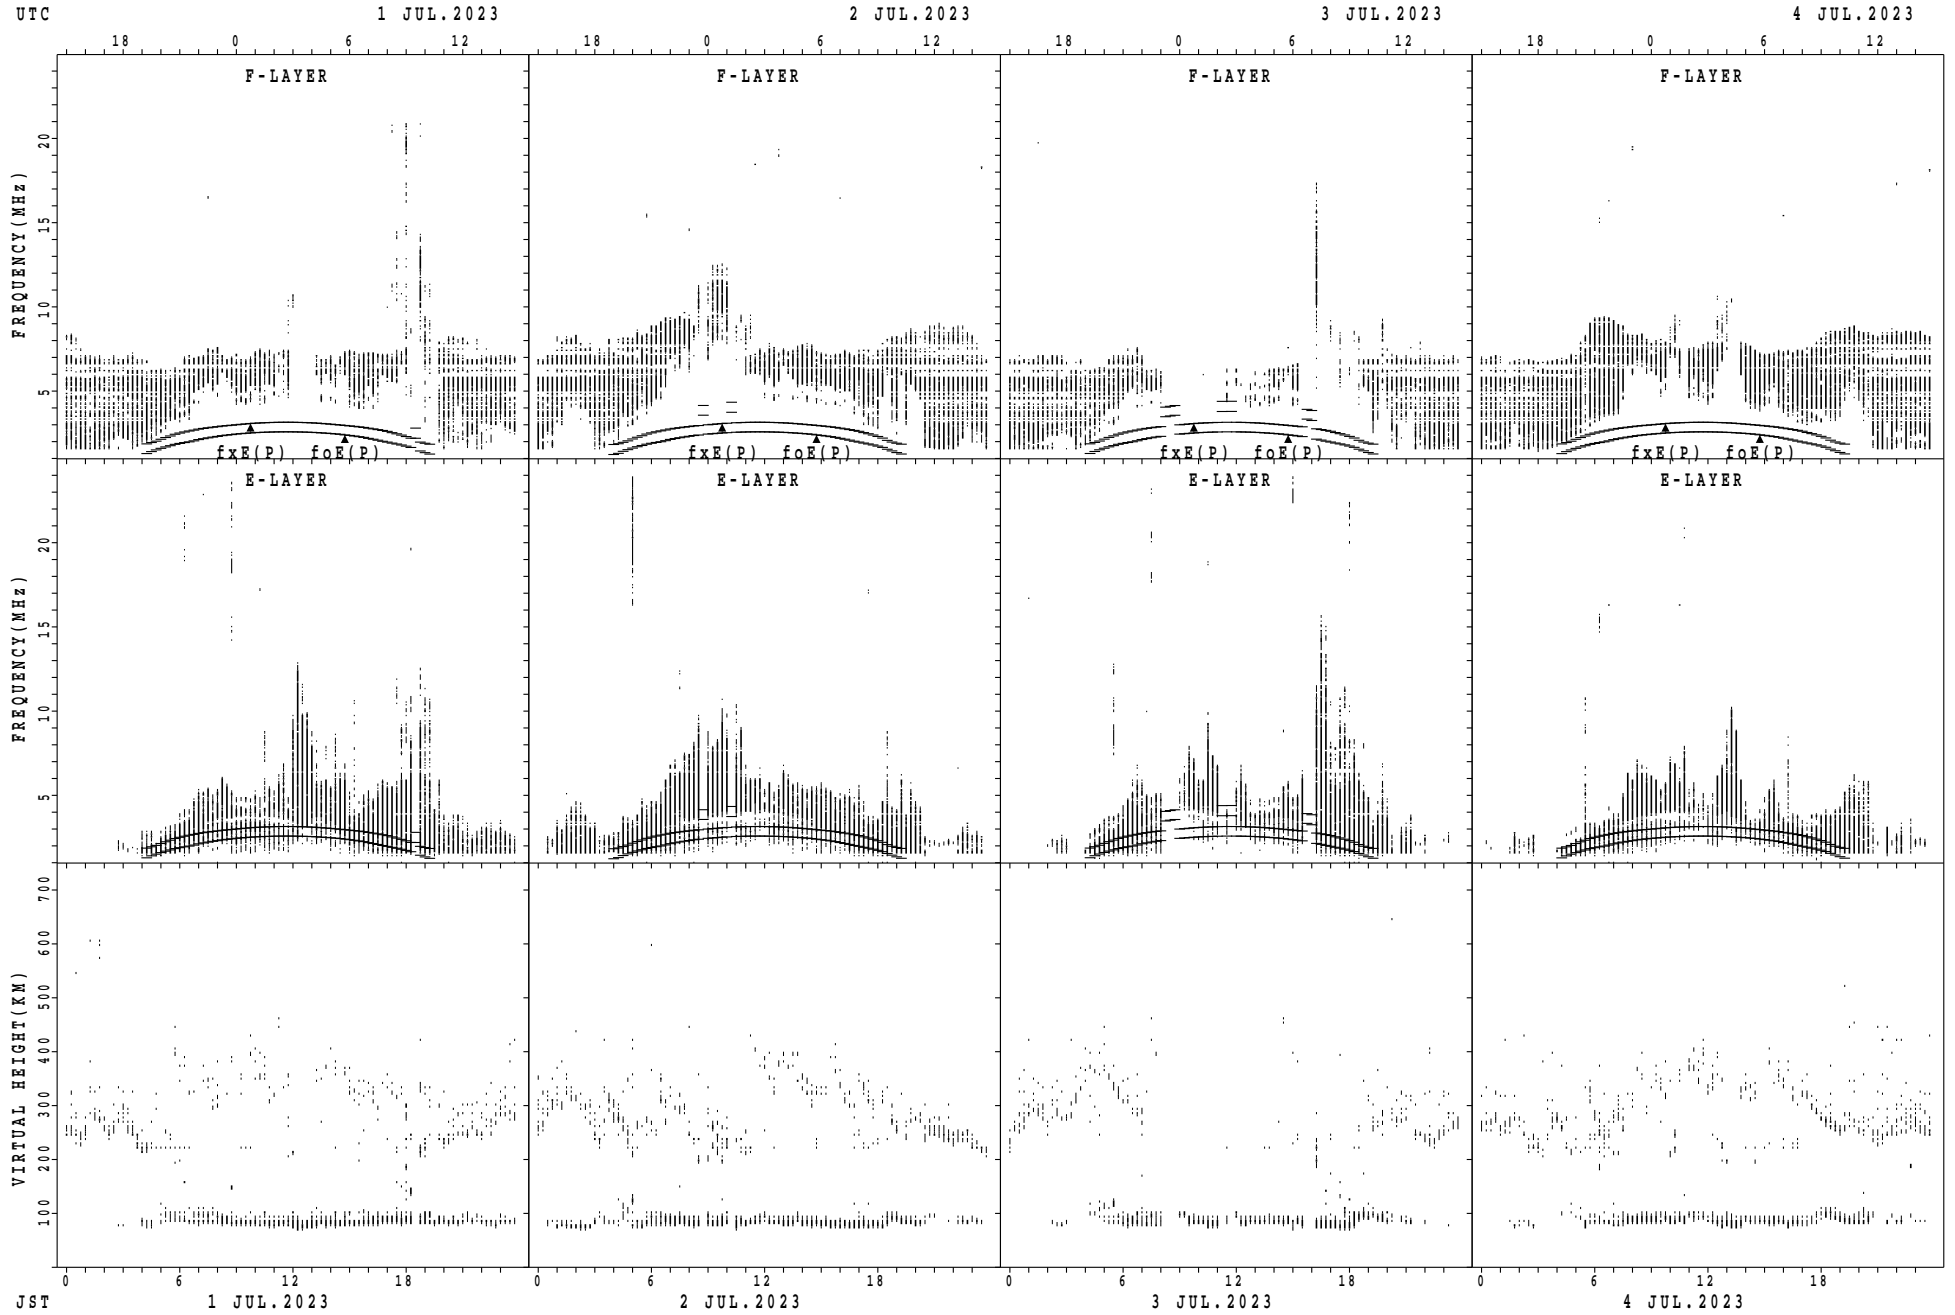 UTC 1 JUL.2023 2 JUL.2023 3 JUL.2023 4 JUL.2023
18 0 6 12 18 0 6 12 18 0 6 12 18 0 6 12
F-LAYER F-LAYER F-LAYER F-LAYER
FREQUENCY(MHz)
20
15
10
5
fxE(P) foE(P) fxE(P) foE(P) fxE(P) foE(P) fxE(P) foE(P)
E-LAYER E-LAYER E-LAYER E-LAYER
FREQUENCY(MHz)
20
15
10
5
VIRTUAL HEIGHT(KM)
700
600
500
400
300
200
100
0 6 12 18 0 6 12 18 0 6 12 18 0 6 12 18
JST 1 JUL.2023 2 JUL.2023 3 JUL.2023 4 JUL.2023